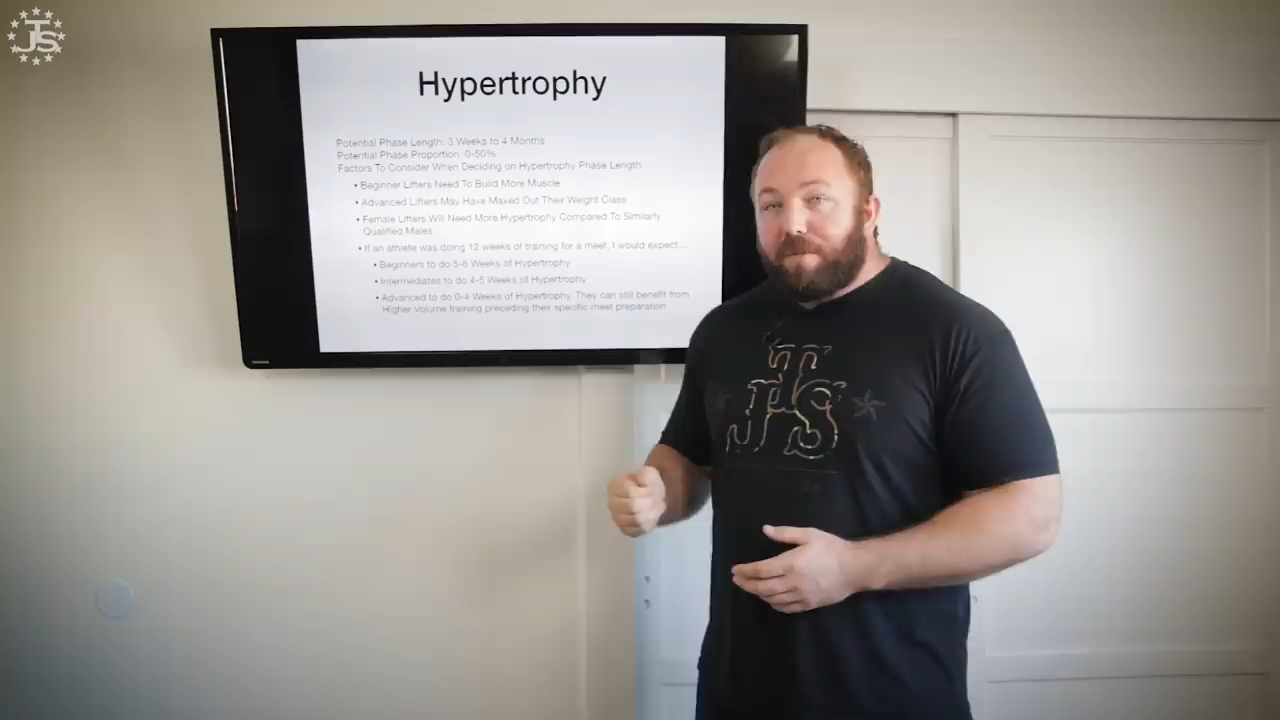 JTS
Hypertrophy
Potential Phase Length: 3 Weeks to 4 Months
Potential Phase Proportion: 0-50%
Factors To Consider When Deciding on Hypertrophy Phase Length:
• Beginner Lifters Need To Build More Muscle
• Advanced Lifters May Have Maxed Out Their Weight Class
• Female Lifters Will Need More Hypertrophy Compared To Similarly
Qualified Males
• If an athlete was doing 12 weeks of training for a meet, I would expect....
• Beginners to do 5-6 Weeks of Hypertrophy
• Intermediates to do 4-5 Weeks of Hypertrophy
• Advanced to do 0-4 Weeks of Hypertrophy. They can still benefit from
Higher Volume training preceding their specific meet preparation
JTS